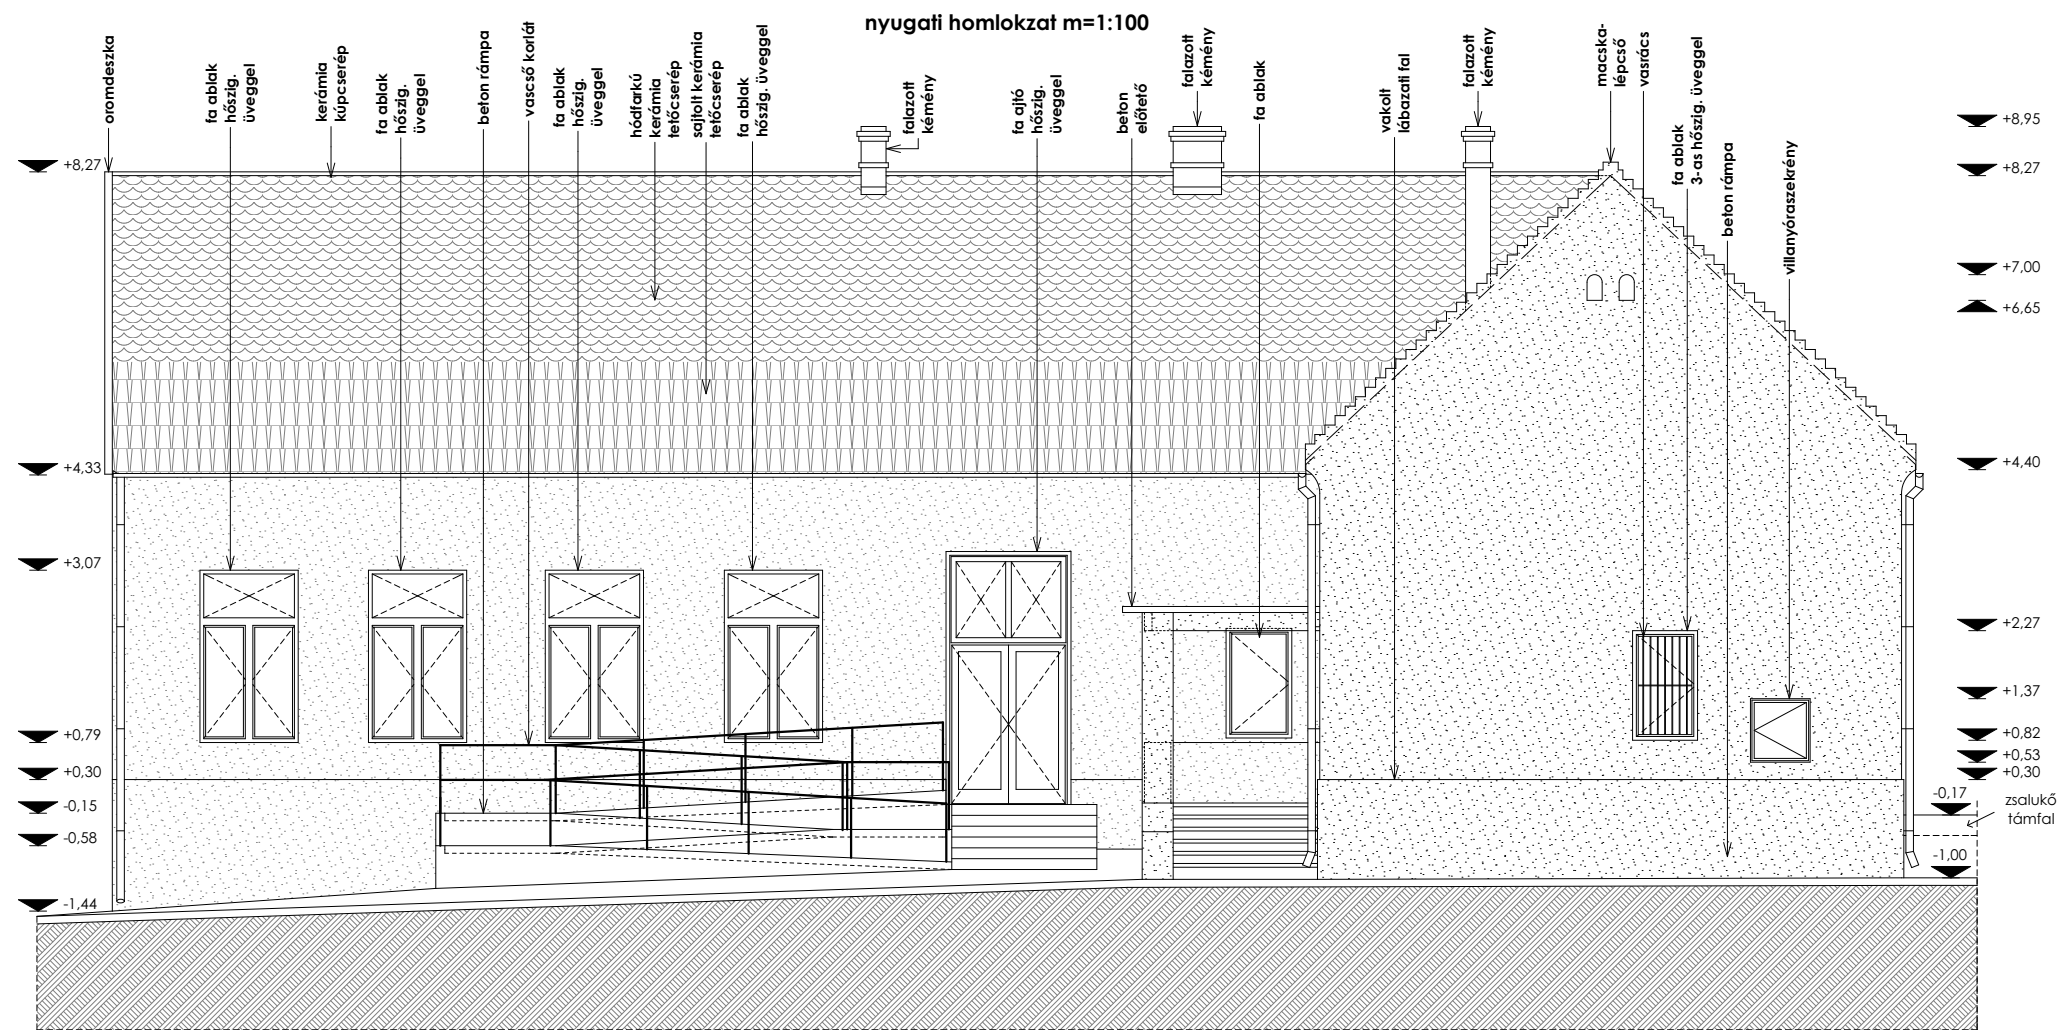 nyugati homlokzat m=1:100
oromdeszka
fa ablak
hőszig.
üveggel
kerámia
kúpcserép
fa ablak
hőszig.
üveggel
beton rámpa
vascső korlát
fa ablak
hőszig.
üveggel
hódfarkú
kerámia
tetőcserép
sajtolt kerámia
tetőcserép
fa ablak
hőszig. üveggel
falazott
kémény
fa ajtó
hőszig.
üveggel
beton
előtető
falazott
kémény
fa ablak
vakolt
lábazati fal
falazott
kémény
macska-
lépcső
vasrács
fa ablak
3-as hőszig. üveggel
beton rámpa
villanyóraszekrény
+8,27
+4,33
+3,07
+0,79
+0,30
-0,15
-0,58
-1,44
+8,95
+8,27
+7,00
+6,65
+4,40
+2,27
+1,37
+0,82
+0,53
+0,30
-0,17
zsalukő
támfal
-1,00